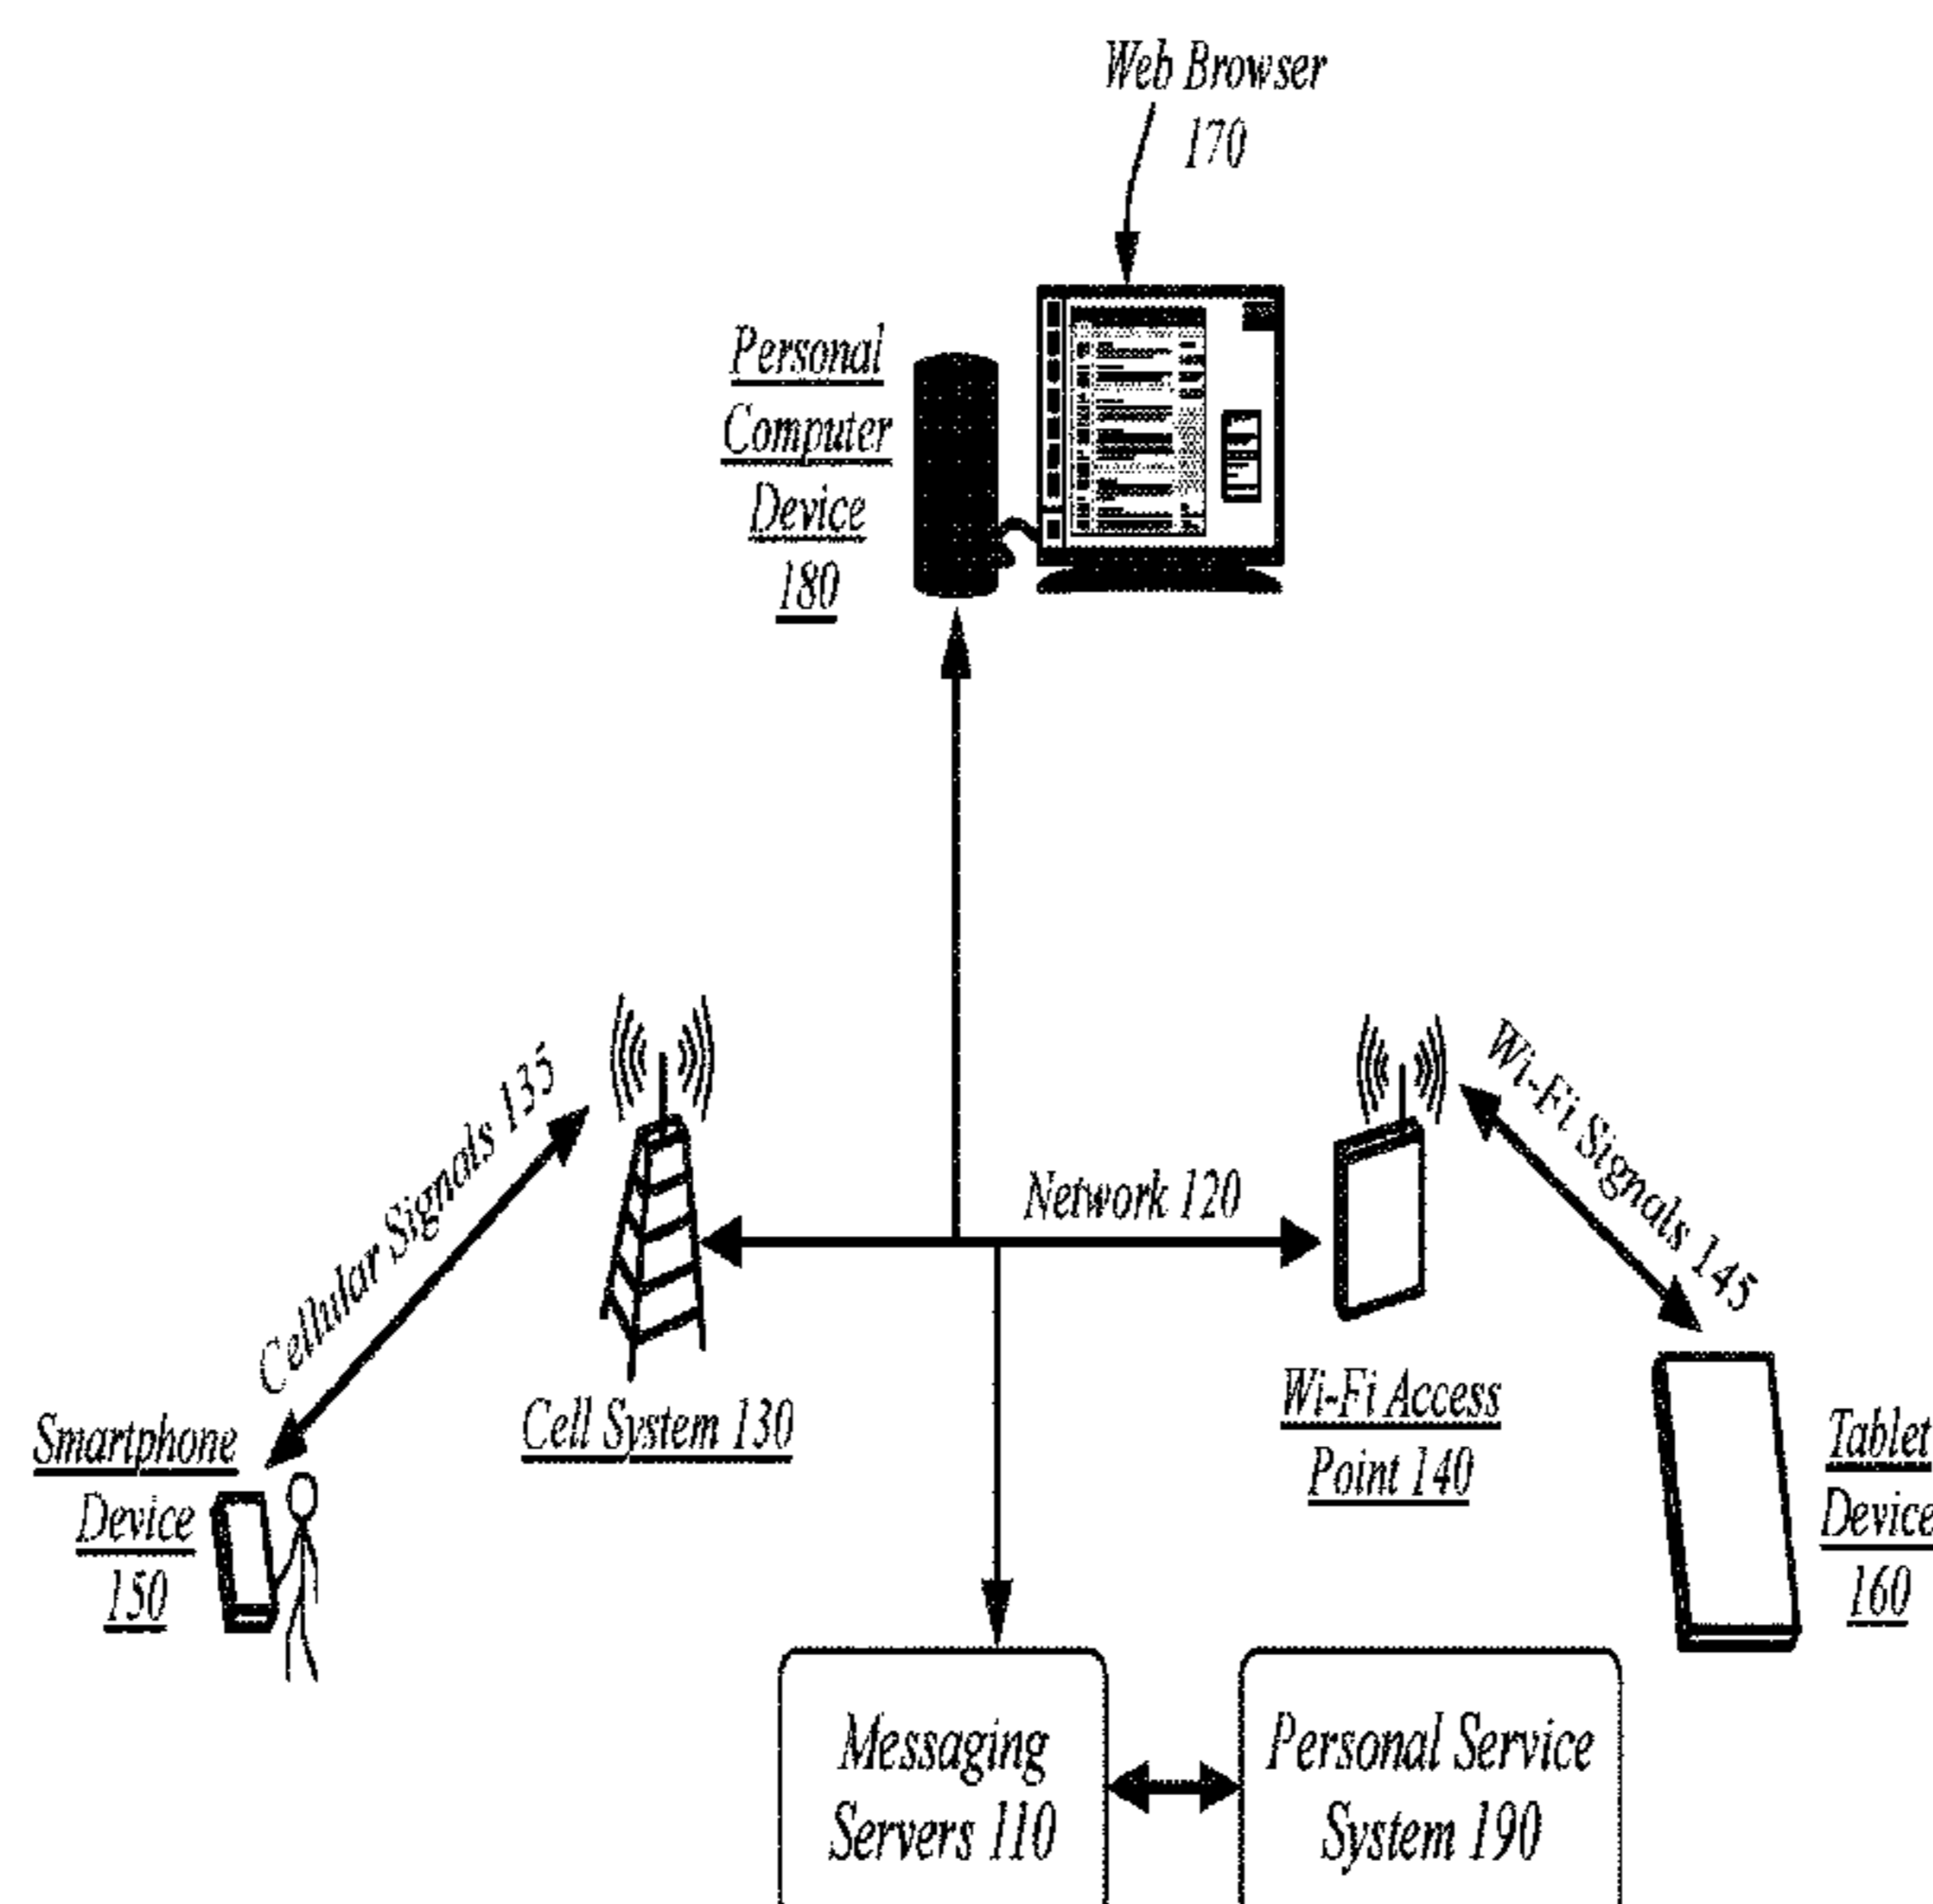 Web Browser
170
Personal
Computer
Device
180
Cellular Signals 135
Wi-Fi Signals 145
Network 120
Cell System 130
Wi-Fi Access
Point 140
Smartphone
Device
150
Tablet
Device
160
Messaging
Servers 110
Personal Service
System 190